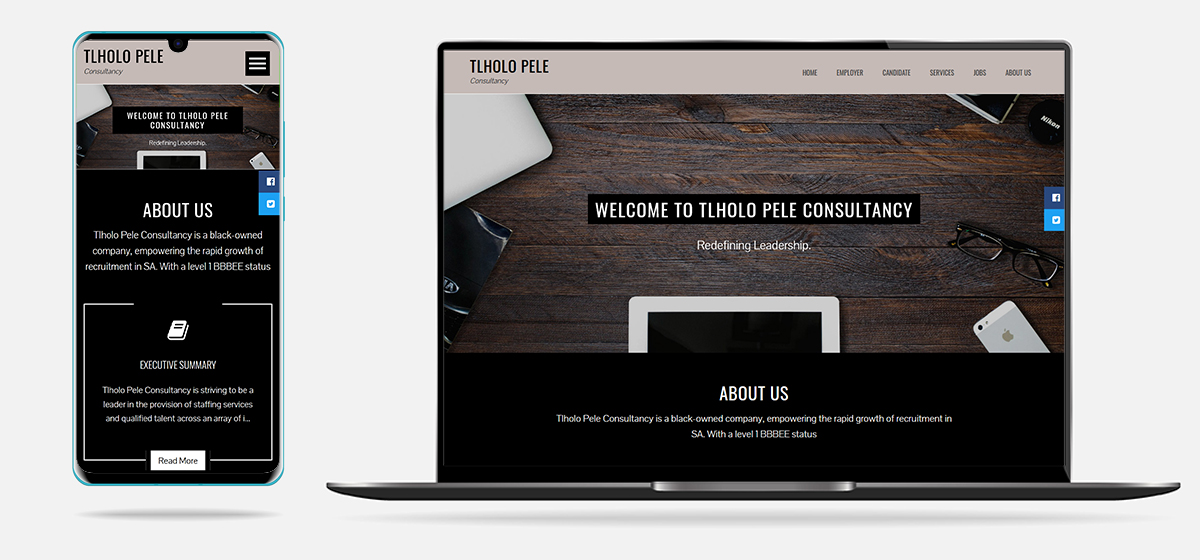 TLHOLO PELE
Consultancy
WELCOME TO TLHOLO PELE
CONSULTANCY
Redefining Leadership.
ABOUT US
Tlholo Pele Consultancy is a black-owned
company, empowering the rapid growth of
recruitment in SA. With a level 1 BBBEE status
EXECUTIVE SUMMARY
Tlholo Pele Consultancy is striving to be a
leader in the provision of staffing services
and qualified talent across an array of i...
Read More
TLHOLO PELE
Consultancy
HOME EMPLOYER CANDIDATE SERVICES JOBS ABOUT US
Nikon
WELCOME TO TLHOLO PELE CONSULTANCY
Redefining Leadership.
ABOUT US
Tlholo Pele Consultancy is a black-owned company, empowering the rapid growth of recruitment in
SA. With a level 1 BBBEE status